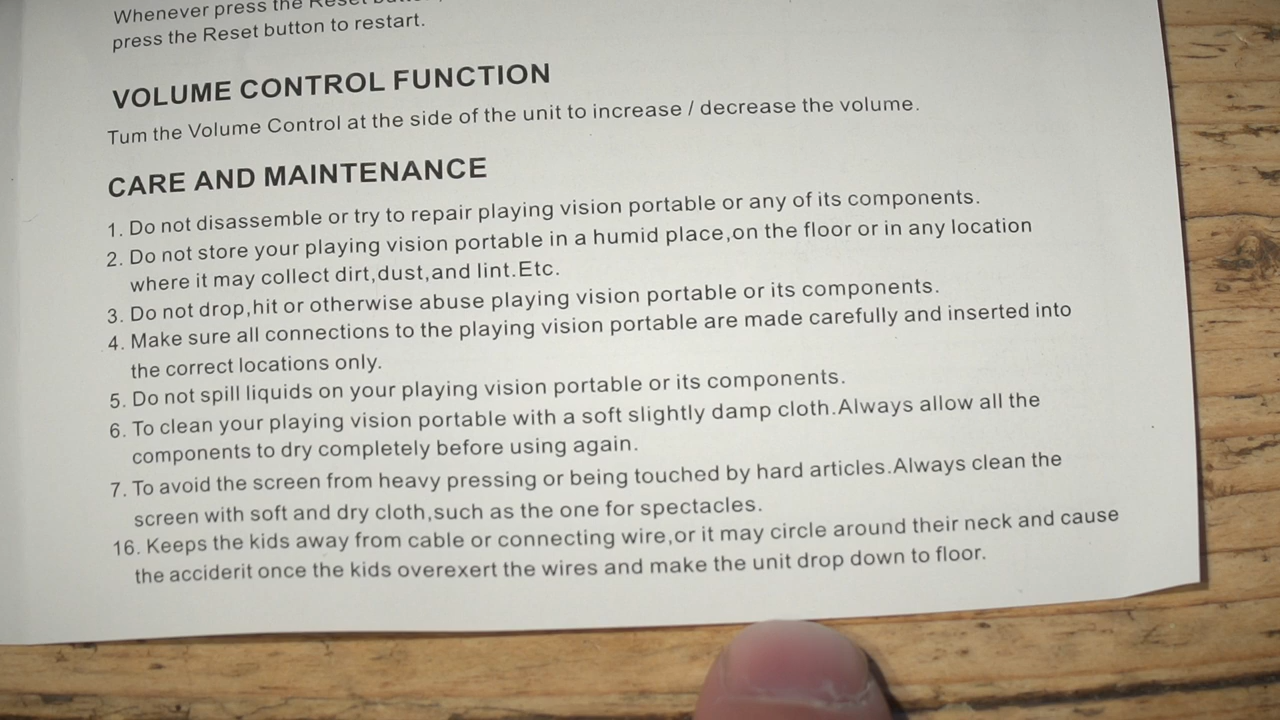 Whenever press the Reset
press the Reset button to restart.
VOLUME CONTROL FUNCTION
Tum the Volume Control at the side of the unit to increase / decrease the volume.
CARE AND MAINTENANCE
1. Do not disassemble or try to repair playing vision portable or any of its components.
2. Do not store your playing vision portable in a humid place,on the floor or in any location
where it may collect dirt,dust,and lint.Etc.
3. Do not drop,hit or otherwise abuse playing vision portable or its components.
4. Make sure all connections to the playing vision portable are made carefully and inserted into
the correct locations only.
5. Do not spill liquids on your playing vision portable or its components.
6. To clean your playing vision portable with a soft slightly damp cloth.Always allow all the
components to dry completely before using again.
7. To avoid the screen from heavy pressing or being touched by hard articles.Always clean the
screen with soft and dry cloth,such as the one for spectacles.
16. Keeps the kids away from cable or connecting wire,or it may circle around their neck and cause
the acciderit once the kids overexert the wires and make the unit drop down to floor.